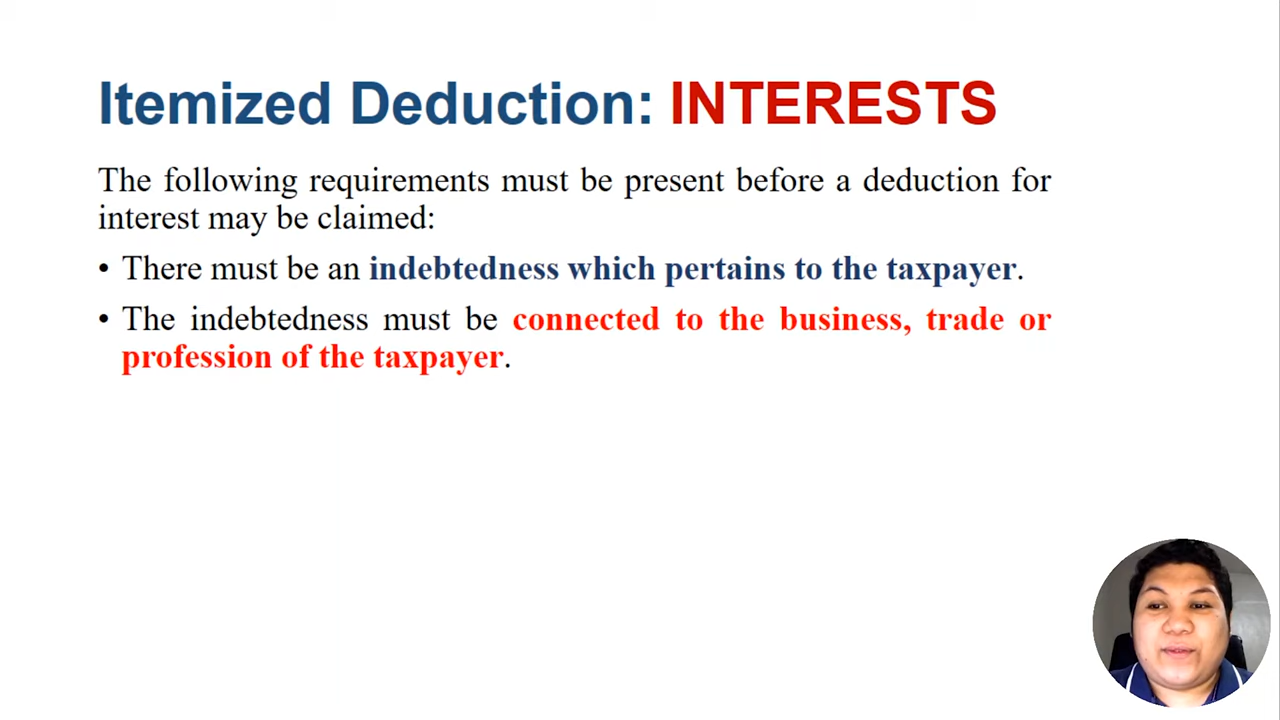 Itemized Deduction: INTERESTS
The following requirements must be present before a deduction for
interest may be claimed:
• There must be an indebtedness which pertains to the taxpayer.
• The indebtedness must be connected to the business, trade or
profession of the taxpayer.